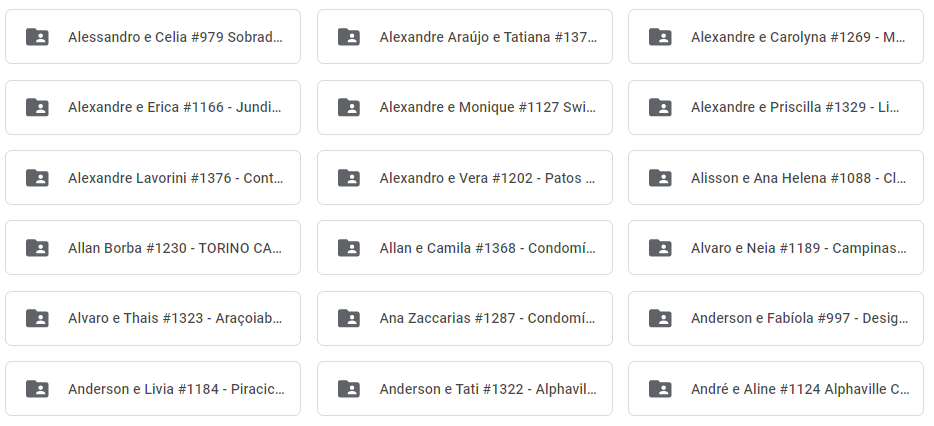 Alessandro e Celia #979 Sobrad...
Alexandre Araújo e Tatiana #137...
Alexandre e Carolyna #1269 - M...
Alexandre e Erica #1166 - Jundi...
Alexandre e Monique #1127 Swi...
Alexandre e Priscilla #1329 - Li...
Alexandre Lavorini #1376 - Cont...
Alexandro e Vera #1202 - Patos ...
Alisson e Ana Helena #1088 - Cl...
Allan Borba #1230 - TORINO CA...
Allan e Camila #1368 - Condomí...
Alvaro e Neia #1189 - Campinas...
Alvaro e Thais #1323 - Araçoiab...
Ana Zaccarias #1287 - Condomí...
Anderson e Fabíola #997 - Desig...
Anderson e Livia #1184 - Piracic...
Anderson e Tati #1322 - Alphavil...
André e Aline #1124 Alphaville C...